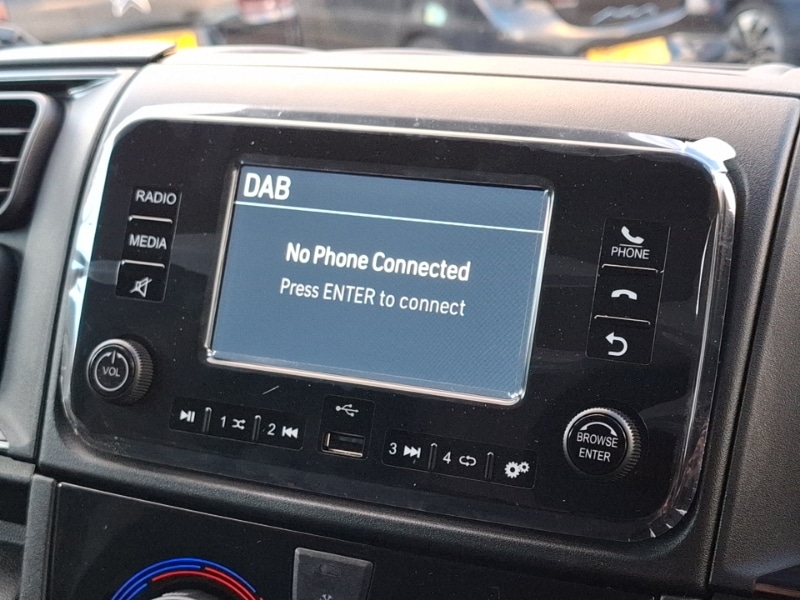 RADIO
MEDIA
VOL
DAB
No Phone Connected
Press ENTER to connect
PHONE
1
2
3
4
BROWSE
ENTER